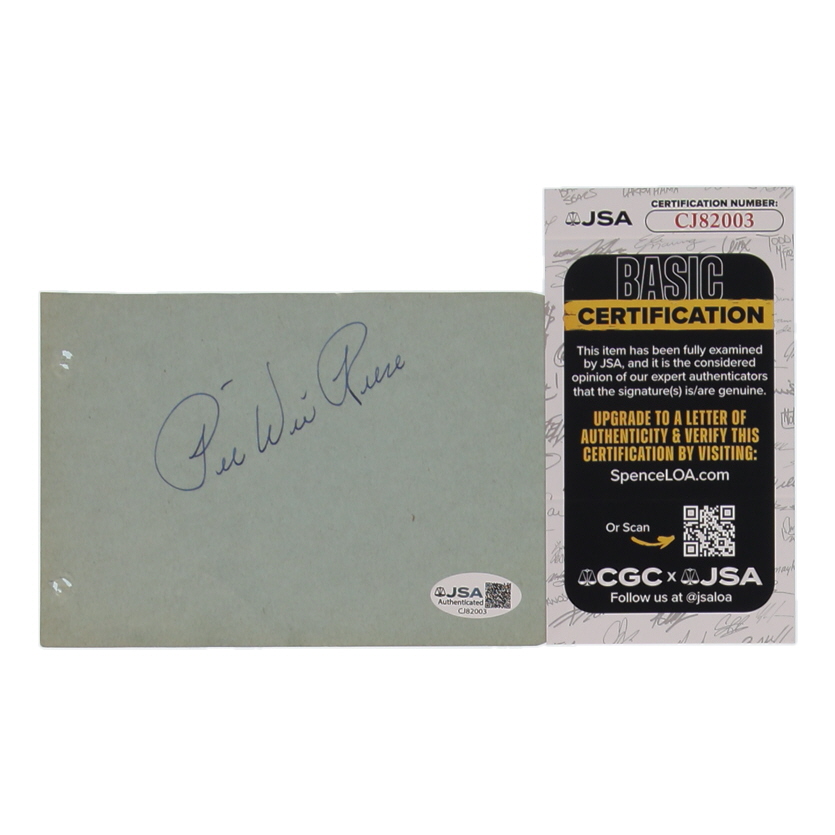 Pee Wee Reese
JSA
Authenticated
CJ82003
JSA
CERTIFICATION NUMBER:
CJ82003
BASIC
CERTIFICATION
This item has been fully examined
by JSA, and it is the considered
opinion of our expert authenticators
that the signature(s) is/are genuine.
UPGRADE TO A LETTER OF
AUTHENTICITY & VERIFY THIS
CERTIFICATION BY VISITING:
SpenceLOA.com
Or Scan
CGC x JSA
Follow us at @jsaloa